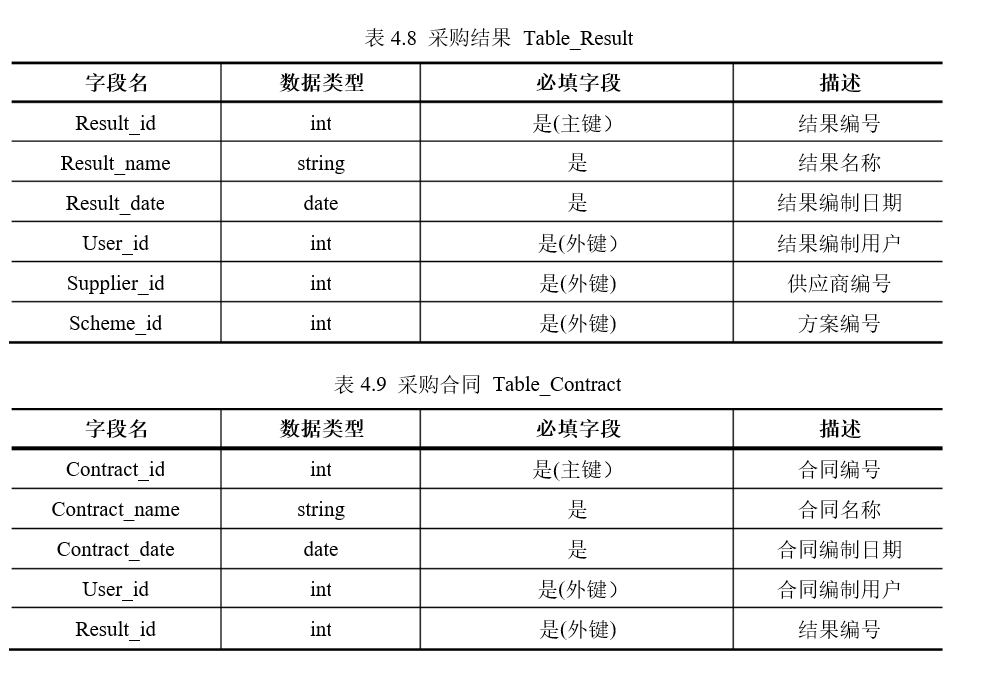 表 4.8 采购结果 Table_Result
字段名 数据类型 必填字段 描述
Result_id int 是(主键） 结果编号
Result_name string 是 结果名称
Result_date date 是 结果编制日期
User_id int 是(外键） 结果编制用户
Supplier_id int 是(外键) 供应商编号
Scheme_id int 是(外键) 方案编号
表 4.9 采购合同 Table_Contract
字段名 数据类型 必填字段 描述
Contract_id int 是(主键） 合同编号
Contract_name string 是 合同名称
Contract_date date 是 合同编制日期
User_id int 是(外键） 合同编制用户
Result_id int 是(外键) 结果编号